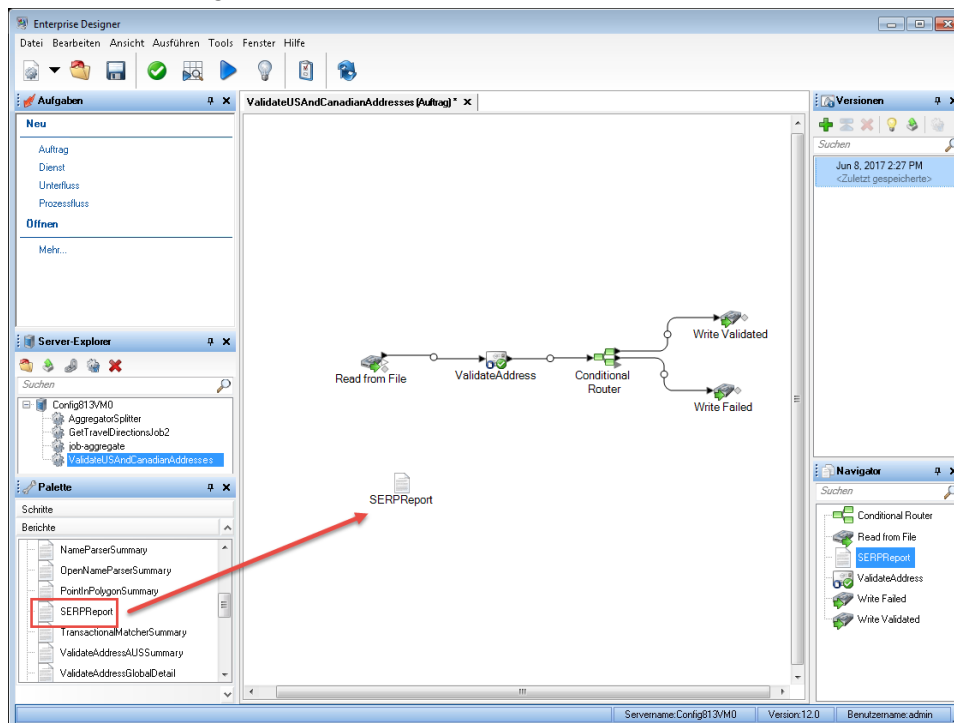 Enterprise Designer
Datei Bearbeiten Ansicht Ausführen Tools Fenster Hilfe
Aufgaben
Neu
Auftrag
Dienst
Unterfluss
Prozessfluss
Öffnen
Mehr...
Server-Explorer
Suchen
Config813VM0
AggregatorSplitter
GetTravelDirectionsJob2
job-aggregate
ValidateUSAndCanadianAddresses
Palette
Schritte
Berichte
NameParserSummary
OpenNameParserSummary
PointInPolygonSummary
SERPReport
TransactionalMatcherSummary
ValidateAddressAUSSummary
ValidateAddressGlobalDetail
ValidateUSAndCanadianAddresses (Auftrag) *
Read from File
ValidateAddress
Conditional
Router
Write Validated
Write Failed
SERPReport
Versionen
Suchen
Jun 8, 2017 2:27 PM
<Zuletzt gespeicherte>
Navigator
Suchen
Conditional Router
Read from File
SERPReport
ValidateAddress
Write Failed
Write Validated
Servername:Config813VM0 Version:12.0 Benutzername:admin